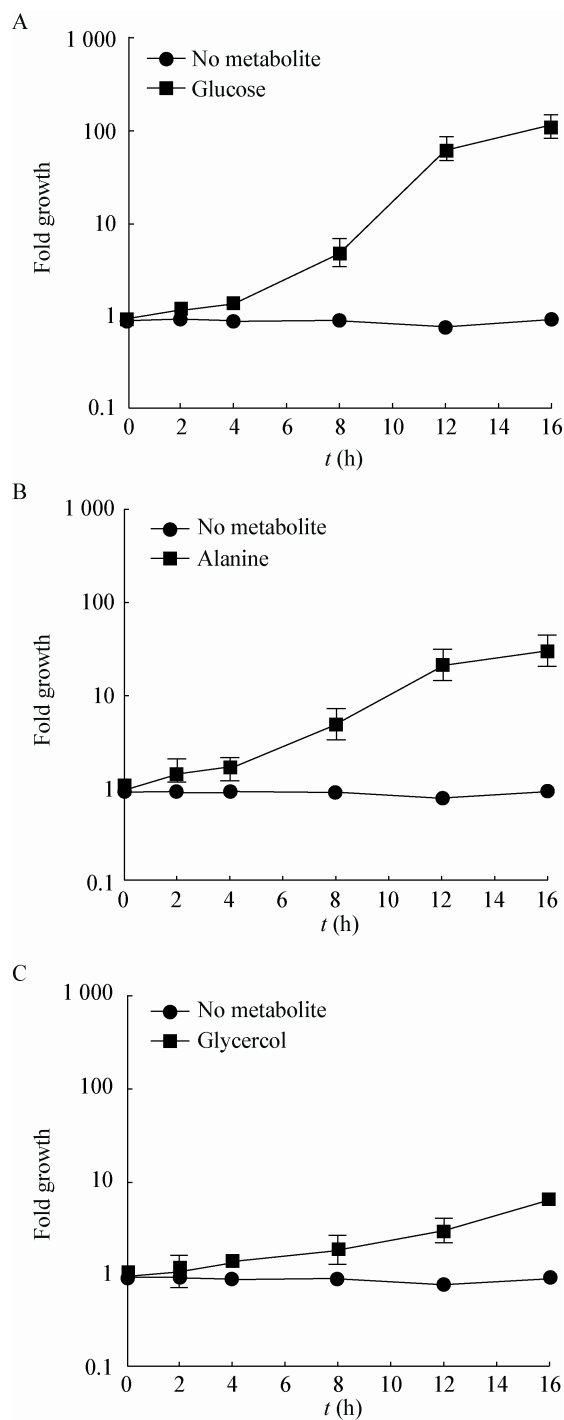 A
1 000
No metabolite
Glucose
100
Fold growth
10
1
0.1
0 2 4 6 8 10 12 14 16
t (h)
B
1 000
No metabolite
Alanine
100
Fold growth
10
1
0.1
0 2 4 6 8 10 12 14 16
t (h)
C
1 000
No metabolite
Glycercol
100
Fold growth
10
1
0.1
0 2 4 6 8 10 12 14 16
t (h)